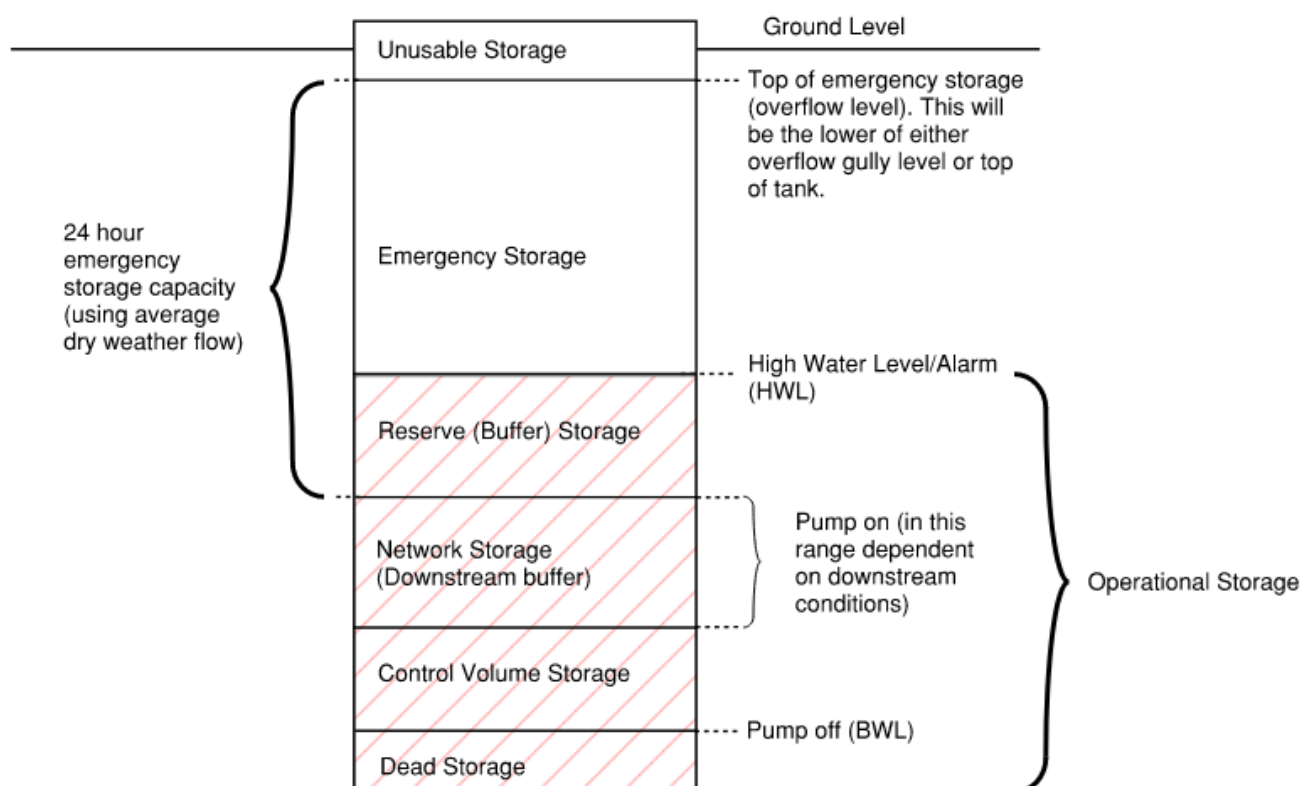 Ground Level
Unusable Storage
Top of emergency storage
(overflow level). This will
be the lower of either
overflow gully level or top
of tank.
24 hour
emergency
storage capacity
(using average
dry weather flow)
Emergency Storage
High Water Level/Alarm
(HWL)
Reserve (Buffer) Storage
Network Storage
(Downstream buffer)
Pump on (in this
range dependent
on downstream
conditions)
Operational Storage
Control Volume Storage
Pump off (BWL)
Dead Storage